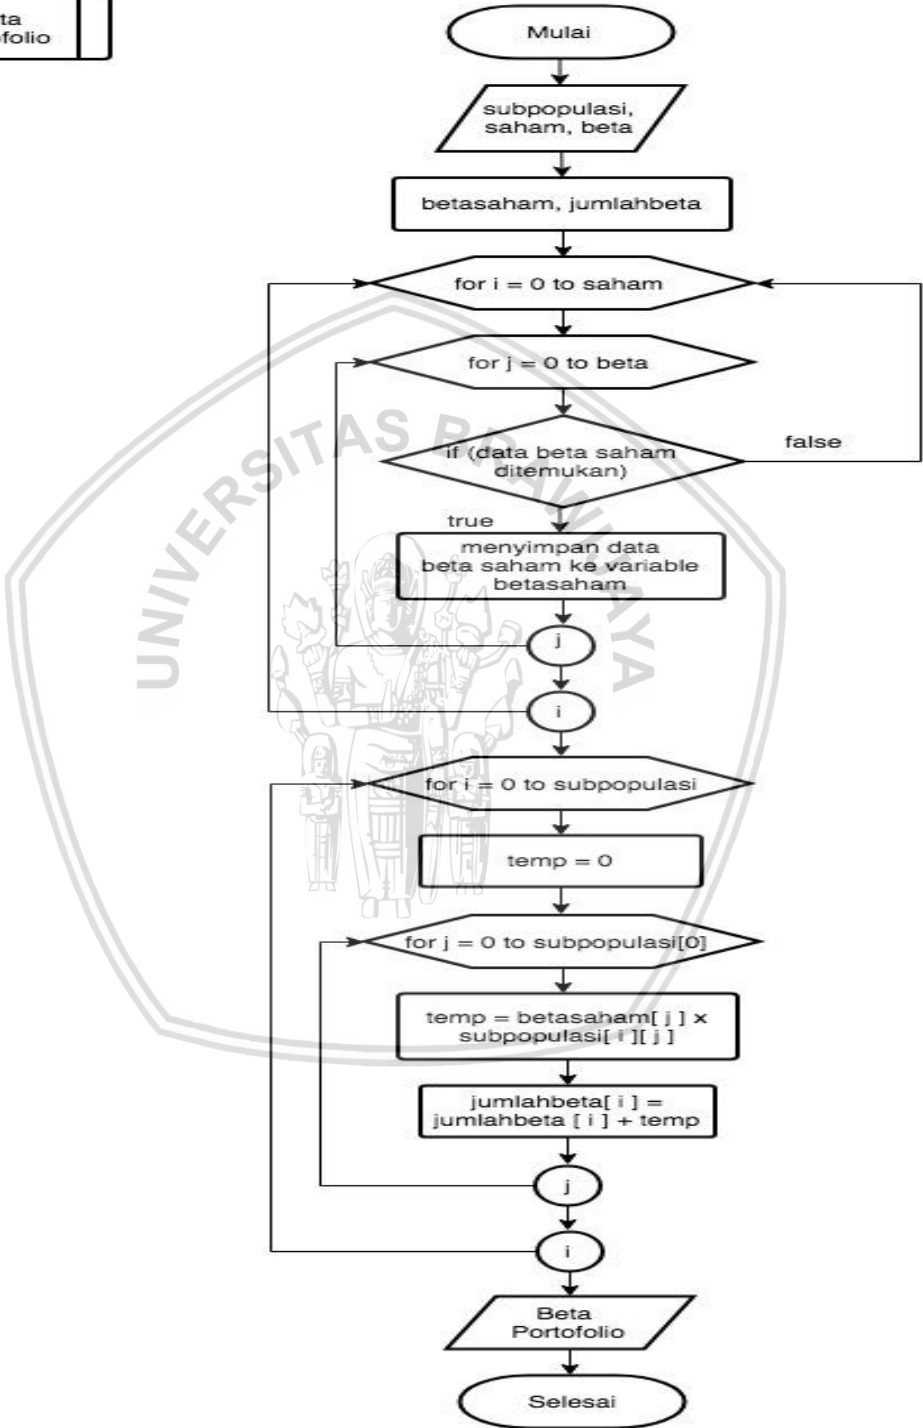 folio
Mulai
subpopulasi,
saham, beta
betasaham, jumlahbeta
for i = 0 to saham
for j = 0 to beta
if (data beta saham
ditemukan)
false
true
menyimpan data
beta saham ke variable
betasaham
j
i
for i = 0 to subpopulasi
temp = 0
for j = 0 to subpopulasi[0]
temp = betasaham[ j ] x
subpopulasi[ i ][ j ]
jumlahbeta[ i ] =
jumlahbeta [ i ] + temp
j
i
Beta
Portofolio
Selesai
UNIVERSITAS BRAWIJAYA